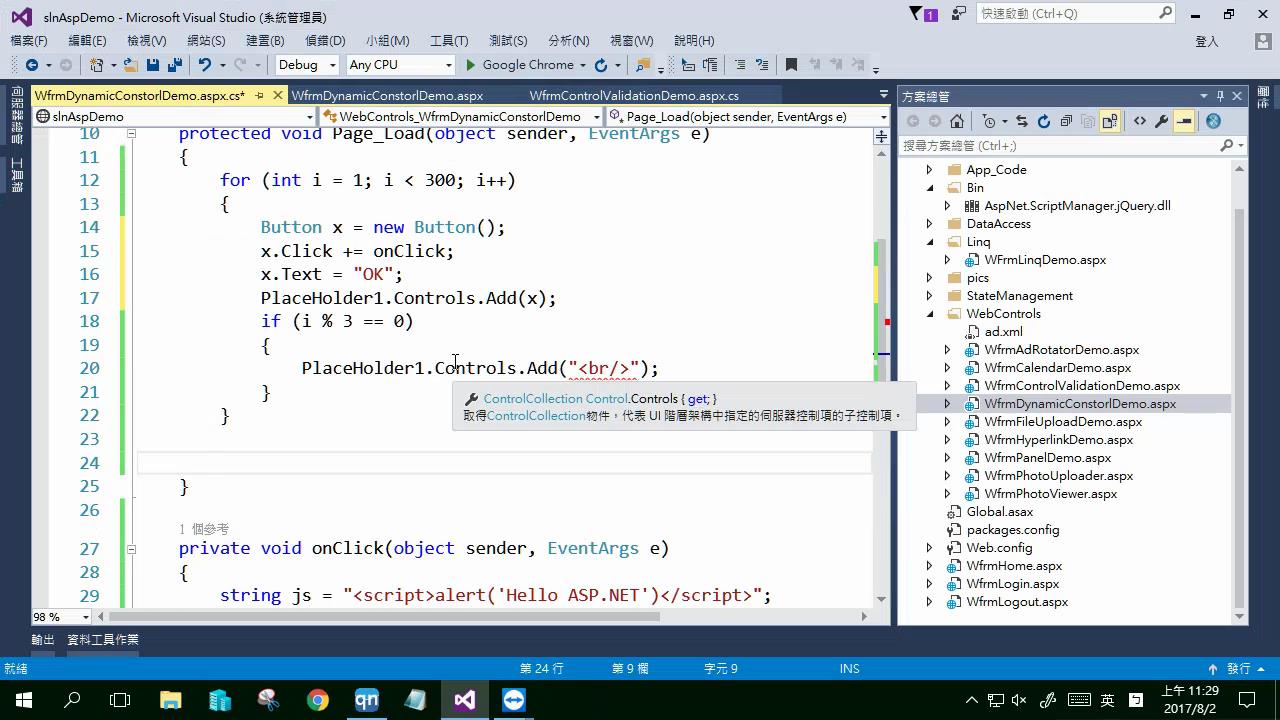 slnAspDemo - Microsoft Visual Studio (系統管理員)
1
快速啟動 (Ctrl+Q)
檔案(F) 編輯(E) 檢視(V) 網站(S) 建置(B) 偵錯(D) 小組(M) 工具(T) 測試(S) 分析(N) 視窗(W) 說明(H) 登入
Debug Any CPU Google Chrome
伺服器總管
工具箱
WfrmDynamicConstorlDemo.aspx.cs* WfrmDynamicConstorlDemo.aspx WfrmControlValidationDemo.aspx.cs
slnAspDemo WebControls_WfrmDynamicConstorlDemo Page_Load(object sender, EventArgs e)
10 protected void Page_Load(object sender, EventArgs e)
11 {
12 for (int i = 1; i < 300; i++)
13 {
14 Button x = new Button();
15 x.Click += onClick;
16 x.Text = "OK";
17 PlaceHolder1.Controls.Add(x);
18 if (i % 3 == 0)
19 {
20 PlaceHolder1.Controls.Add("<br/>");
21 }
ControlCollection Control.Controls { get; }
取得ControlCollection物件，代表 UI 階層架構中指定的伺服器控制項的子控制項。
22 }
23
24
25 }
26
1 個參考
27 private void onClick(object sender, EventArgs e)
28 {
29 string js = "<script>alert('Hello ASP.NET')</script>";
98 %
方案總管
搜尋方案總管 (Ctrl+;)
App_Code
Bin
AspNet.ScriptManager.jQuery.dll
DataAccess
Linq
WFrmLinqDemo.aspx
pics
StateManagement
WebControls
ad.xml
WfrmAdRotatorDemo.aspx
WfrmCalendarDemo.aspx
WfrmControlValidationDemo.aspx
WfrmDynamicConstorlDemo.aspx
WfrmFileUploadDemo.aspx
WfrmHyperlinkDemo.aspx
WfrmPanelDemo.aspx
WfrmPhotoUploader.aspx
WfrmPhotoViewer.aspx
Global.asax
packages.config
Web.config
WfrmHome.aspx
WfrmLogin.aspx
WfrmLogout.aspx
輸出 資料工具作業
就緒 第 24 行 第 9 欄 字元 9 INS 發行
qn
英
上午 11:29
2017/8/2